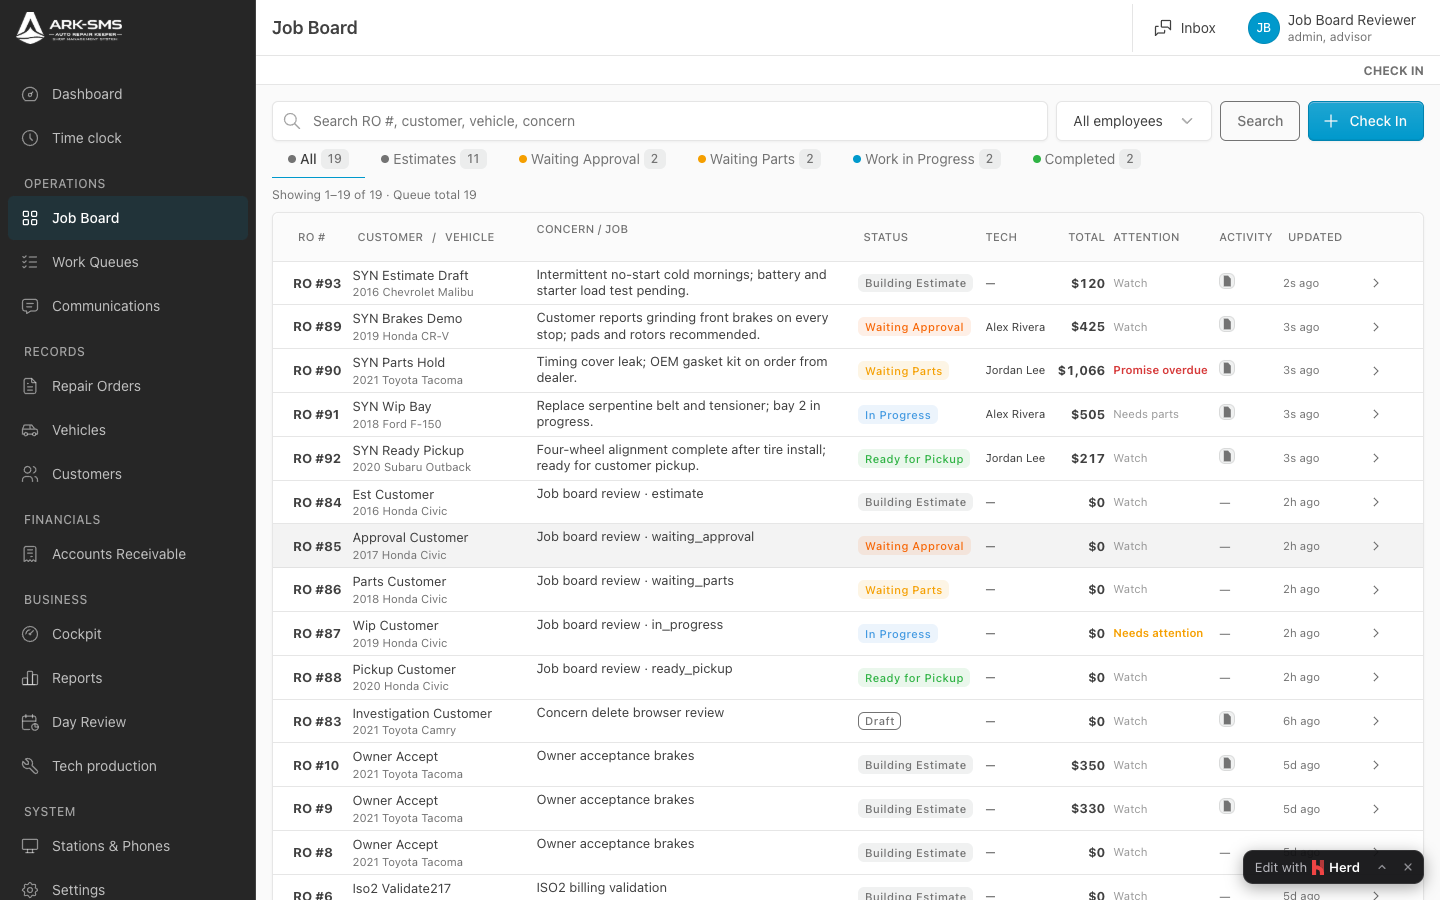 ARK-SMS
AUTO REPAIR KEEPER
SHOP MANAGEMENT SYSTEM
Job Board
Inbox
JB
Job Board Reviewer
admin, advisor
CHECK IN
Dashboard
Time clock
OPERATIONS
Job Board
Work Queues
Communications
RECORDS
Repair Orders
Vehicles
Customers
FINANCIALS
Accounts Receivable
BUSINESS
Cockpit
Reports
Day Review
Tech production
SYSTEM
Stations & Phones
Settings
Search RO #, customer, vehicle, concern
All employees
Search
Check In
All 19
Estimates 11
Waiting Approval 2
Waiting Parts 2
Work in Progress 2
Completed 2
Showing 1–19 of 19 · Queue total 19
RO # CUSTOMER / VEHICLE CONCERN / JOB STATUS TECH TOTAL ATTENTION ACTIVITY UPDATED
RO #93 SYN Estimate Draft Intermittent no-start cold mornings; battery and Building Estimate — $120 Watch 2s ago
2016 Chevrolet Malibu starter load test pending.
RO #89 SYN Brakes Demo Customer reports grinding front brakes on every Waiting Approval Alex Rivera $425 Watch 3s ago
2019 Honda CR-V stop; pads and rotors recommended.
RO #90 SYN Parts Hold Timing cover leak; OEM gasket kit on order from Waiting Parts Jordan Lee $1,066 Promise overdue 3s ago
2021 Toyota Tacoma dealer.
RO #91 SYN Wip Bay Replace serpentine belt and tensioner; bay 2 in In Progress Alex Rivera $505 Needs parts 3s ago
2018 Ford F-150 progress.
RO #92 SYN Ready Pickup Four-wheel alignment complete after tire install; Ready for Pickup Jordan Lee $217 Watch 3s ago
2020 Subaru Outback ready for customer pickup.
RO #84 Est Customer Job board review · estimate Building Estimate — $0 Watch — 2h ago
2016 Honda Civic
RO #85 Approval Customer Job board review · waiting_approval Waiting Approval — $0 Watch — 2h ago
2017 Honda Civic
RO #86 Parts Customer Job board review · waiting_parts Waiting Parts — $0 Watch — 2h ago
2018 Honda Civic
RO #87 Wip Customer Job board review · in_progress In Progress — $0 Needs attention — 2h ago
2019 Honda Civic
RO #88 Pickup Customer Job board review · ready_pickup Ready for Pickup — $0 Watch — 2h ago
2020 Honda Civic
RO #83 Investigation Customer Concern delete browser review Draft — $0 Watch 6h ago
2021 Toyota Camry
RO #10 Owner Accept Owner acceptance brakes Building Estimate — $350 Watch 5d ago
2021 Toyota Tacoma
RO #9 Owner Accept Owner acceptance brakes Building Estimate — $330 Watch 5d ago
2021 Toyota Tacoma
RO #8 Owner Accept Owner acceptance brakes Building Estimate — $0 Watch — 5d ago
2021 Toyota Tacoma
RO #6 Iso2 Validate217 ISO2 billing validation Building Estimate — $0 Watch — 5d ago
Edit with Herd